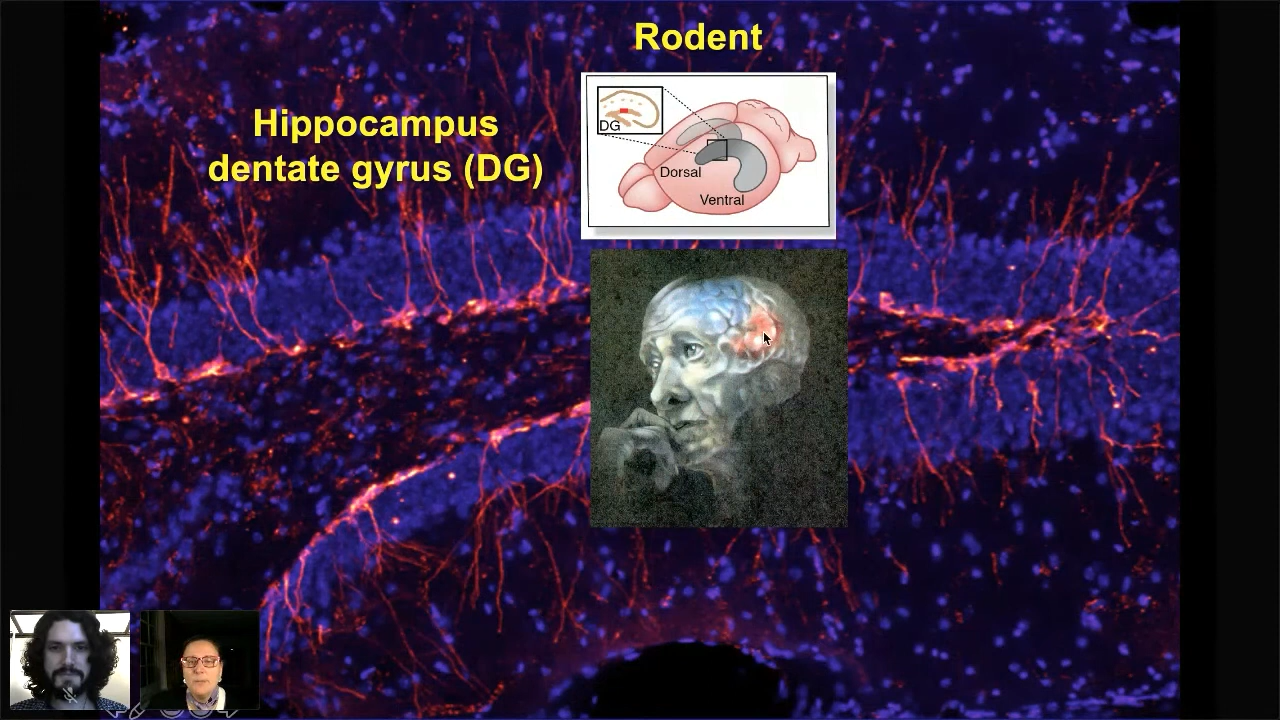 Rodent
Hippocampus
dentate gyrus (DG)
DG
Dorsal
Ventral